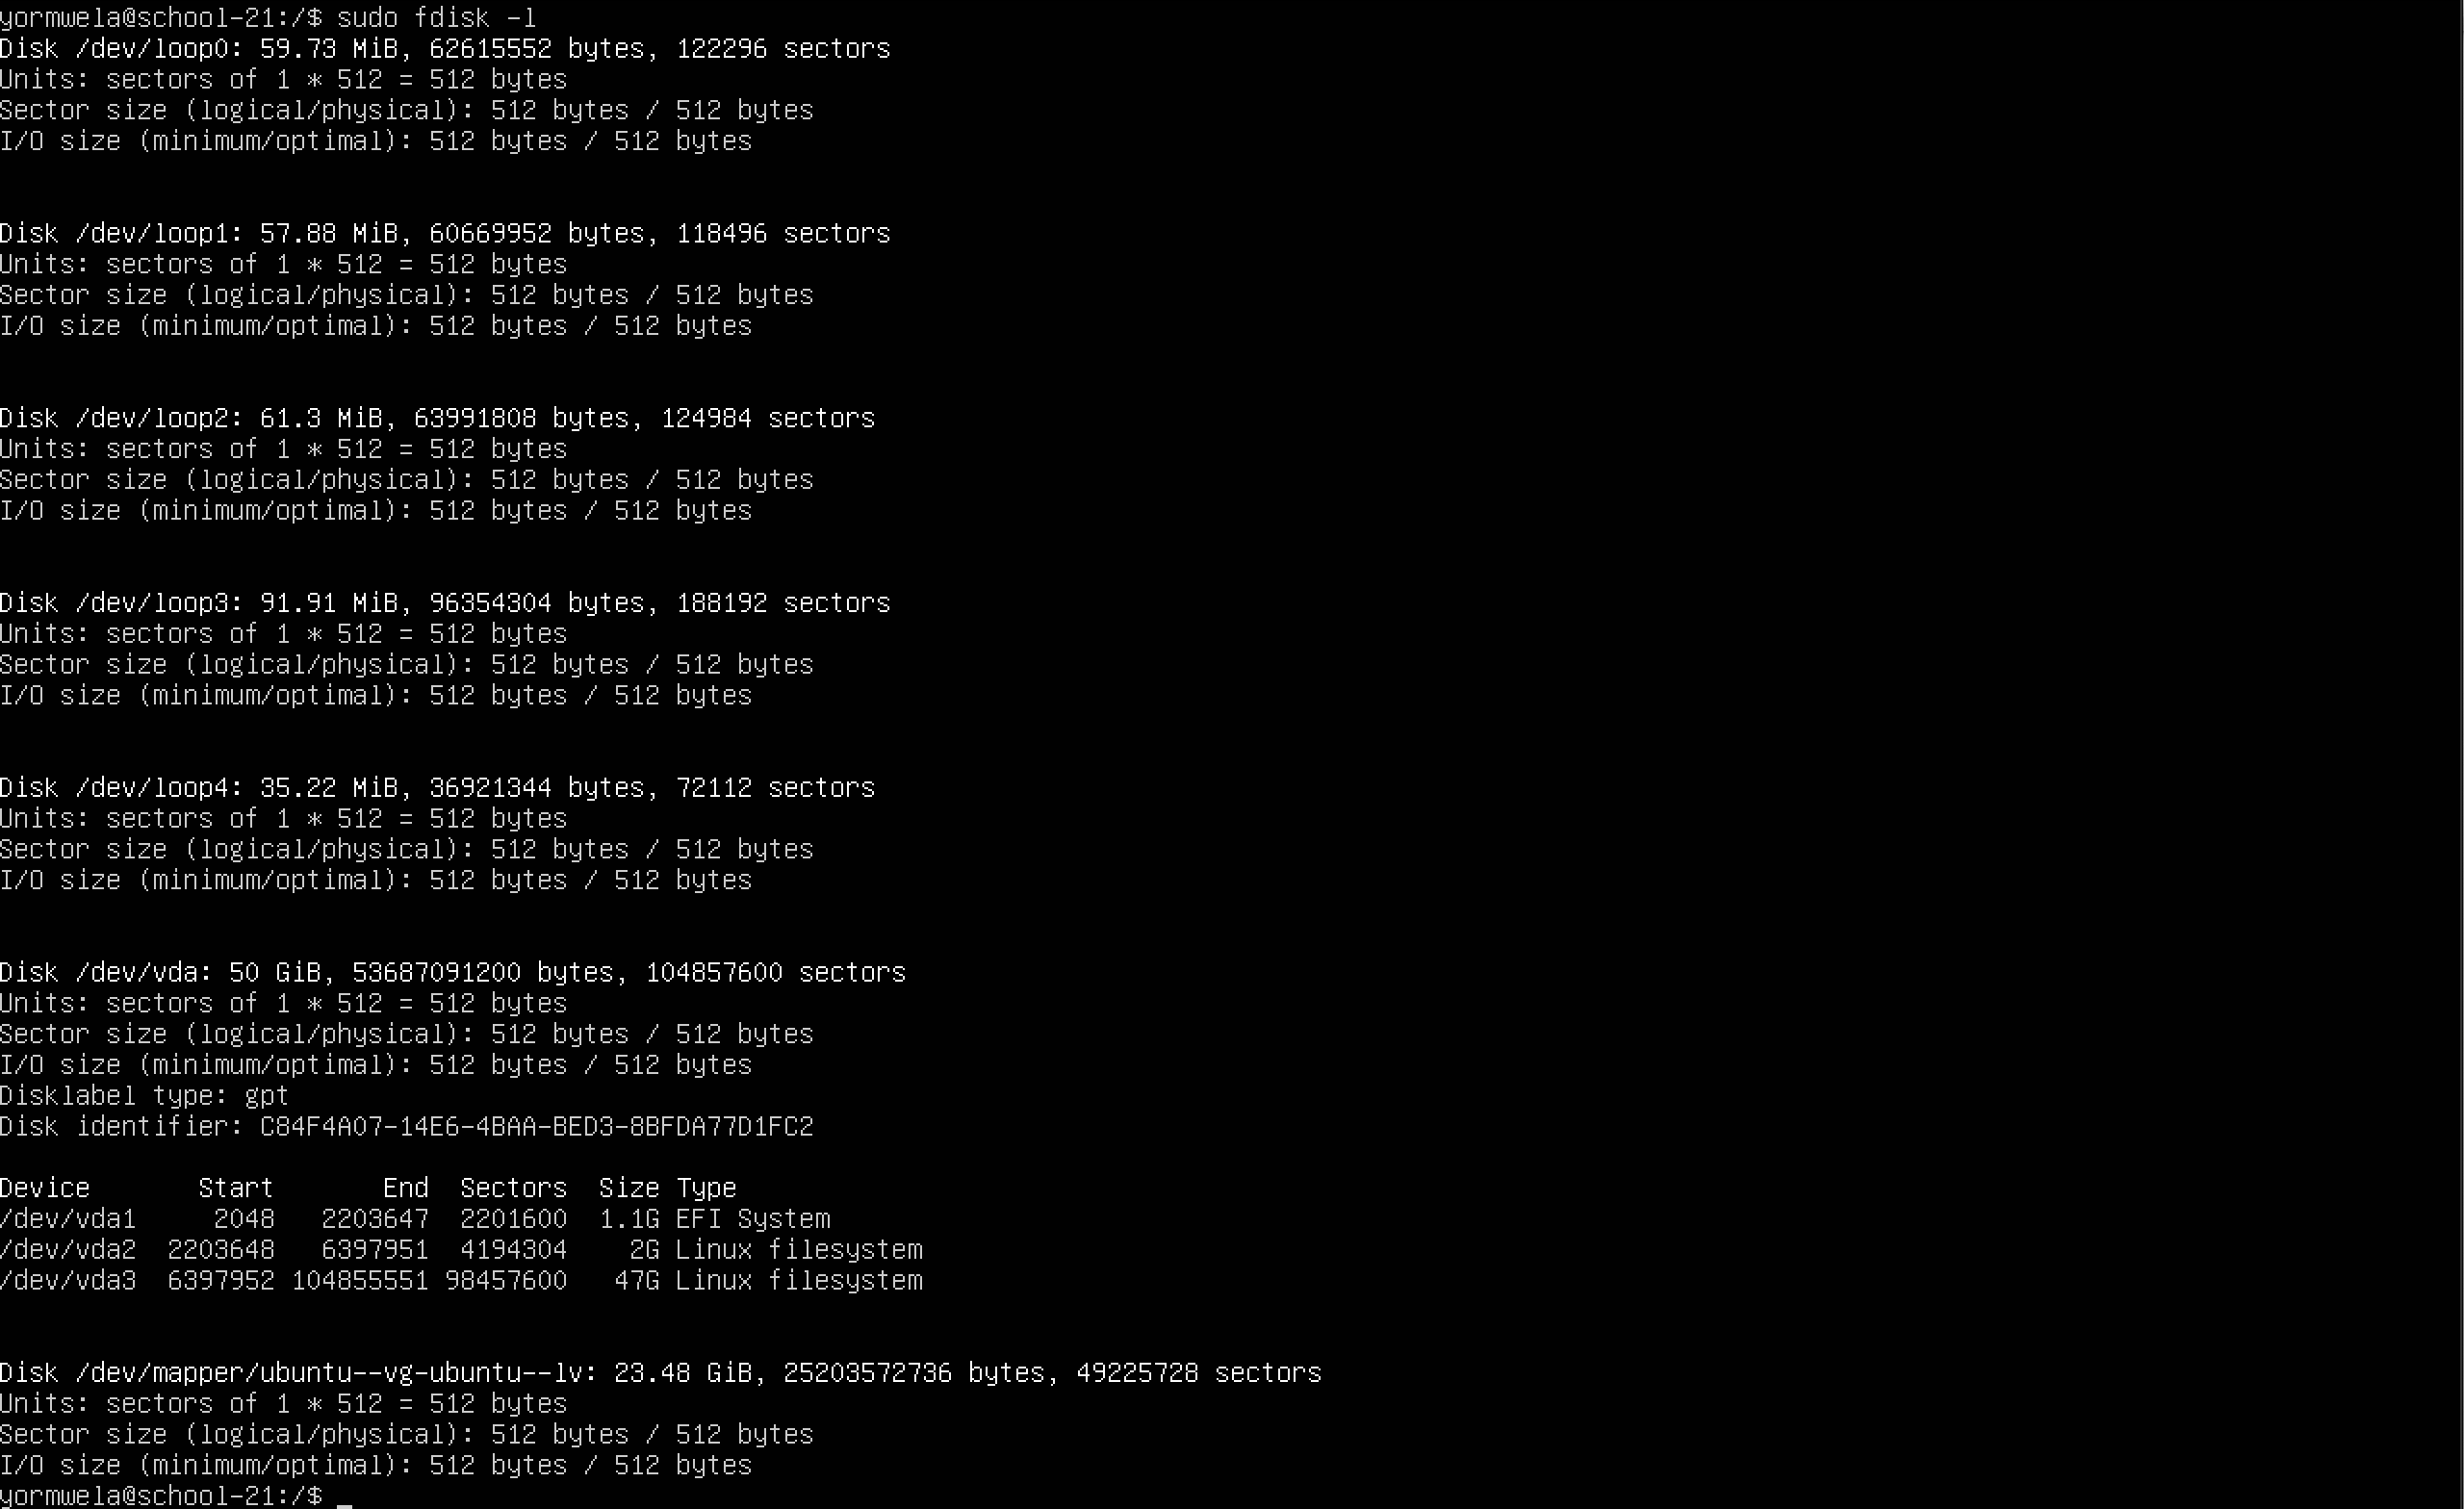 yormwela@school-21:/$ sudo fdisk -l
Disk /dev/loop0: 59.73 MiB, 62615552 bytes, 122296 sectors
Units: sectors of 1 * 512 = 512 bytes
Sector size (logical/physical): 512 bytes / 512 bytes
I/O size (minimum/optimal): 512 bytes / 512 bytes
Disk /dev/loop1: 57.88 MiB, 60669952 bytes, 118496 sectors
Units: sectors of 1 * 512 = 512 bytes
Sector size (logical/physical): 512 bytes / 512 bytes
I/O size (minimum/optimal): 512 bytes / 512 bytes
Disk /dev/loop2: 61.3 MiB, 63991808 bytes, 124984 sectors
Units: sectors of 1 * 512 = 512 bytes
Sector size (logical/physical): 512 bytes / 512 bytes
I/O size (minimum/optimal): 512 bytes / 512 bytes
Disk /dev/loop3: 91.91 MiB, 96354304 bytes, 188192 sectors
Units: sectors of 1 * 512 = 512 bytes
Sector size (logical/physical): 512 bytes / 512 bytes
I/O size (minimum/optimal): 512 bytes / 512 bytes
Disk /dev/loop4: 35.22 MiB, 36921344 bytes, 72112 sectors
Units: sectors of 1 * 512 = 512 bytes
Sector size (logical/physical): 512 bytes / 512 bytes
I/O size (minimum/optimal): 512 bytes / 512 bytes
Disk /dev/vda: 50 GiB, 53687091200 bytes, 104857600 sectors
Units: sectors of 1 * 512 = 512 bytes
Sector size (logical/physical): 512 bytes / 512 bytes
I/O size (minimum/optimal): 512 bytes / 512 bytes
Disklabel type: gpt
Disk identifier: C84F4A07-14E6-4BAA-BED3-8BFDA77D1FC2
Device       Start       End  Sectors  Size Type
/dev/vda1     2048   2203647  2201600  1.1G EFI System
/dev/vda2  2203648   6397951  4194304    2G Linux filesystem
/dev/vda3  6397952 104855551 98457600   47G Linux filesystem
Disk /dev/mapper/ubuntu--vg-ubuntu--lv: 23.48 GiB, 25203572736 bytes, 49225728 sectors
Units: sectors of 1 * 512 = 512 bytes
Sector size (logical/physical): 512 bytes / 512 bytes
I/O size (minimum/optimal): 512 bytes / 512 bytes
yormwela@school-21:/$ _